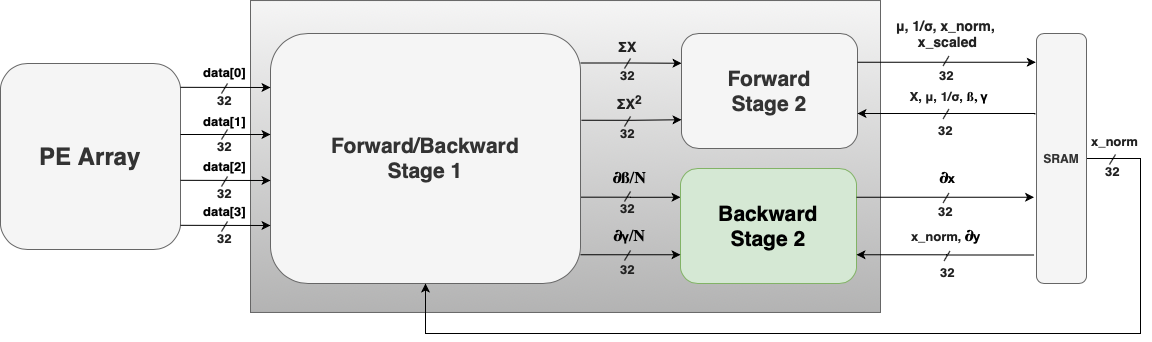 PE Array
data[0]
32
data[1]
32
data[2]
32
data[3]
32
Forward/Backward
Stage 1
ΣX
32
ΣX²
32
∂ß/N
32
∂γ/N
32
Forward
Stage 2
Backward
Stage 2
μ, 1/σ, x_norm,
x_scaled
32
X, μ, 1/σ, ß, γ
32
∂x
32
x_norm, ∂y
32
SRAM
x_norm
32